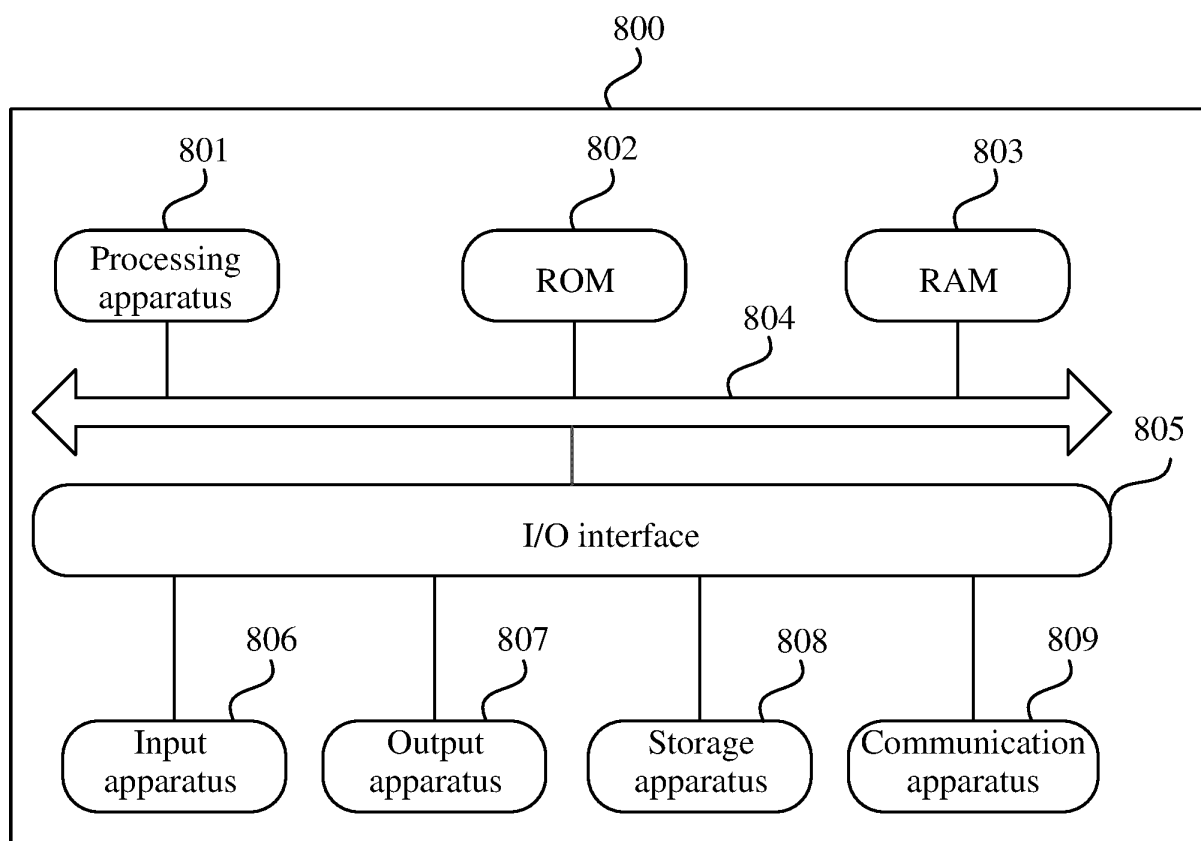 800
801
802
803
Processing
apparatus
ROM
RAM
804
805
I/O interface
806
807
808
809
Input
apparatus
Output
apparatus
Storage
apparatus
Communication
apparatus